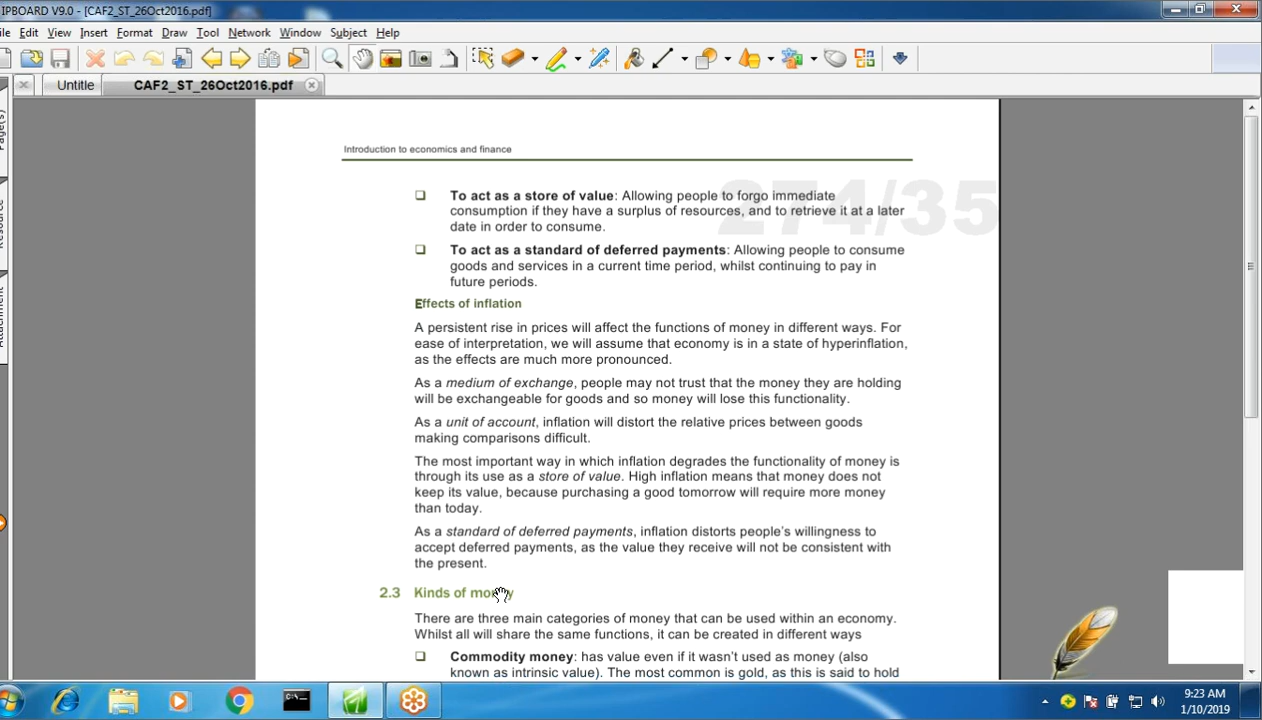 IPBOARD V9.0 - [CAF2_ST_26Oct2016.pdf]
Edit View Insert Format Draw Tool Network Window Subject Help
Untitle CAF2_ST_26Oct2016.pdf
Page(s)
Resource
Attachment
Introduction to economics and finance
274/35
To act as a store of value: Allowing people to forgo immediate
consumption if they have a surplus of resources, and to retrieve it at a later
date in order to consume.
To act as a standard of deferred payments: Allowing people to consume
goods and services in a current time period, whilst continuing to pay in
future periods.
Effects of inflation
A persistent rise in prices will affect the functions of money in different ways. For
ease of interpretation, we will assume that economy is in a state of hyperinflation,
as the effects are much more pronounced.
As a medium of exchange, people may not trust that the money they are holding
will be exchangeable for goods and so money will lose this functionality.
As a unit of account, inflation will distort the relative prices between goods
making comparisons difficult.
The most important way in which inflation degrades the functionality of money is
through its use as a store of value. High inflation means that money does not
keep its value, because purchasing a good tomorrow will require more money
than today.
As a standard of deferred payments, inflation distorts people's willingness to
accept deferred payments, as the value they receive will not be consistent with
the present.
2.3 Kinds of money
There are three main categories of money that can be used within an economy.
Whilst all will share the same functions, it can be created in different ways
Commodity money: has value even if it wasn't used as money (also
known as intrinsic value). The most common is gold, as this is said to hold
9:23 AM
1/10/2019